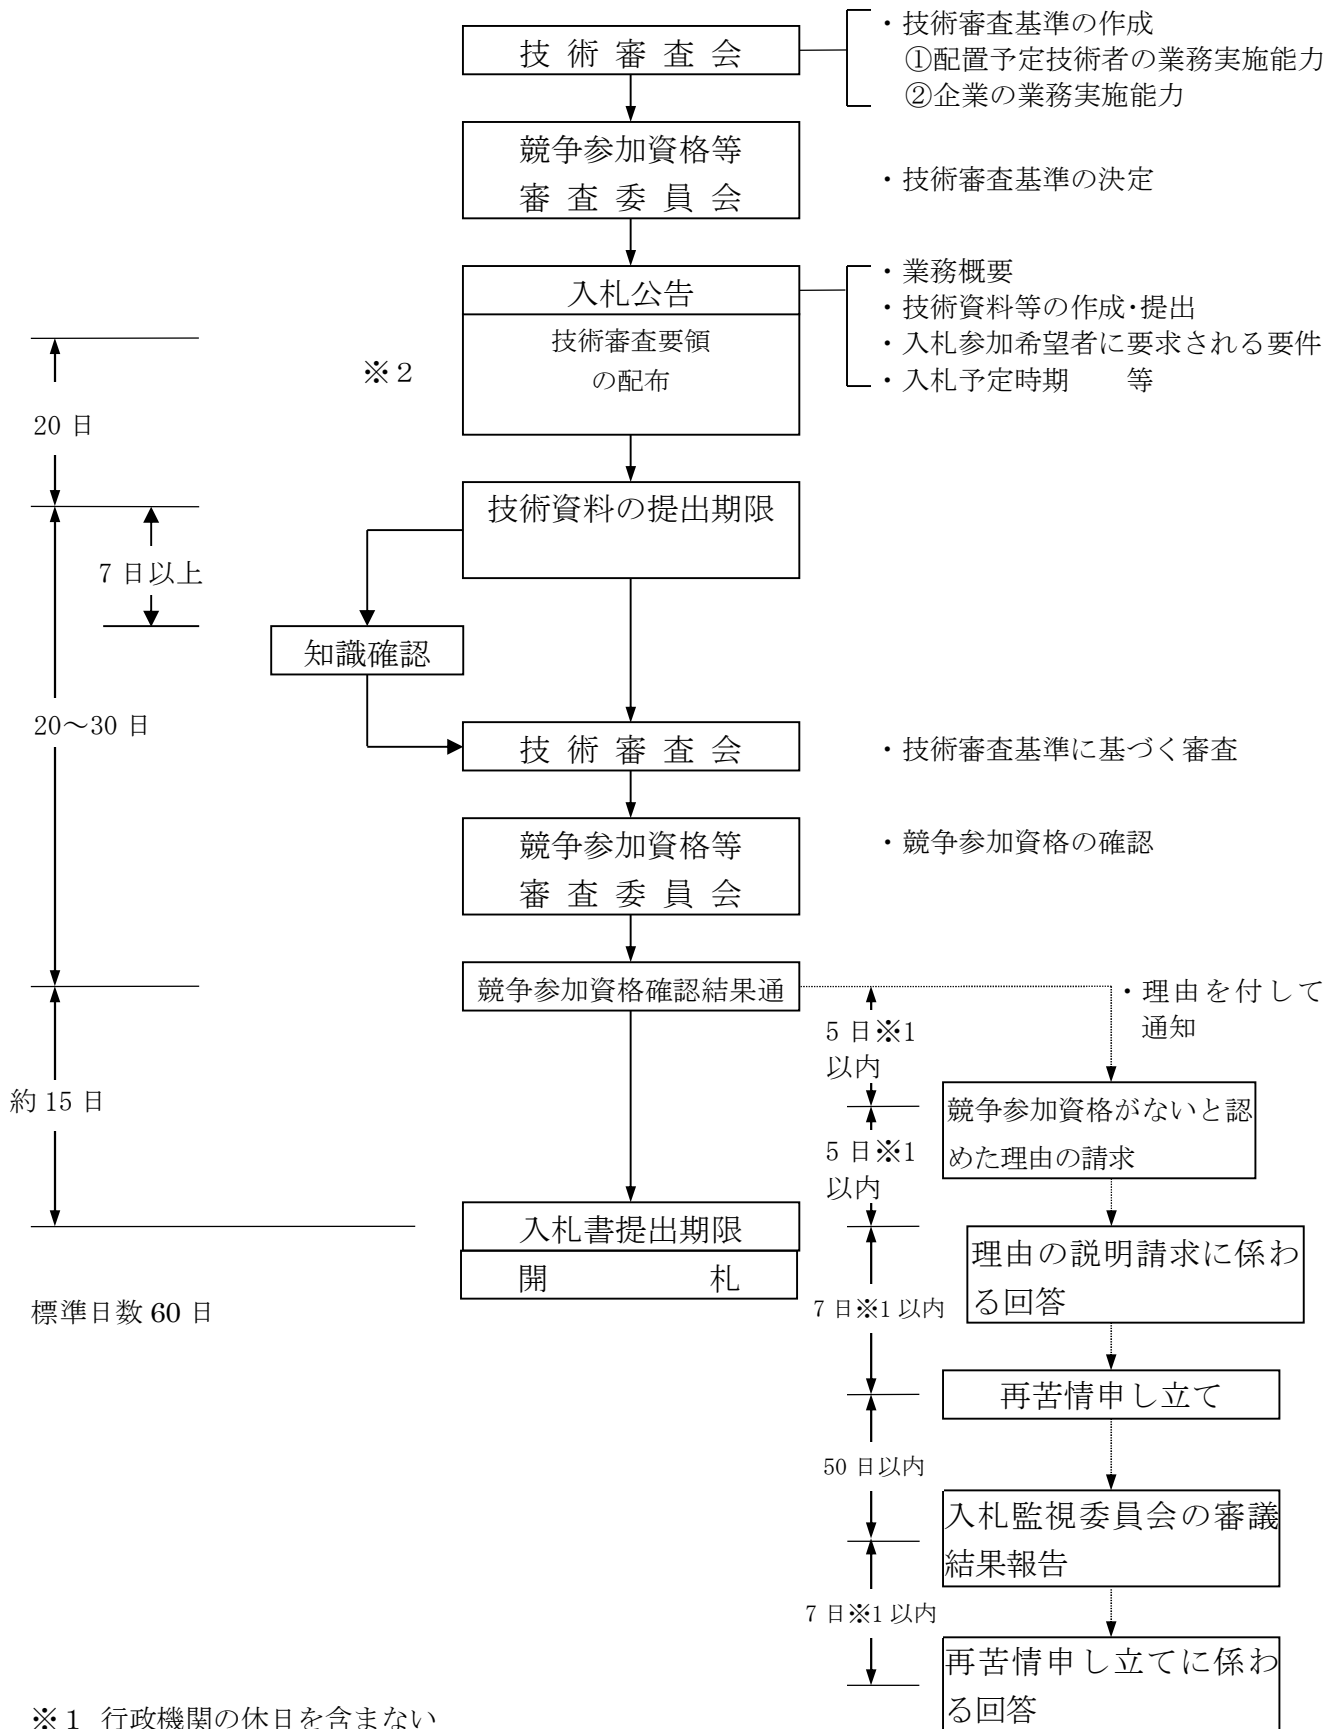 技術審査会
・技術審査基準の作成
①配置予定技術者の業務実施能力
②企業の業務実施能力
競争参加資格等
審査委員会
・技術審査基準の決定
入札公告
技術審査要領
の配布
※２
・業務概要
・技術資料等の作成・提出
・入札参加希望者に要求される要件
・入札予定時期　　等
20 日
技術資料の提出期限
7 日以上
知識確認
20～30 日
技術審査会
・技術審査基準に基づく審査
競争参加資格等
審査委員会
・競争参加資格の確認
競争参加資格確認結果通
・理由を付して
通知
5 日※1
以内
約 15 日
競争参加資格がないと認
めた理由の請求
5 日※1
以内
入札書提出期限
開　　　　　札
理由の説明請求に係わ
る回答
標準日数 60 日
7 日※1 以内
再苦情申し立て
50 日以内
入札監視委員会の審議
結果報告
7 日※1 以内
再苦情申し立てに係わ
る回答
※１ 行政機関の休日を含まない